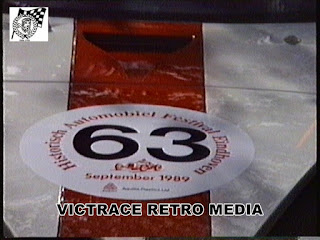 Historisch Automobiel Festival Eindhoven
63
September 1989
VICTRACE RETRO MEDIA